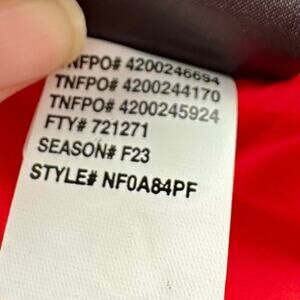 TNFPO# 4200246694
TNFPO# 4200244170
TNFPO# 4200245924
FTY# 721271
SEASON# F23
STYLE# NF0A84PF